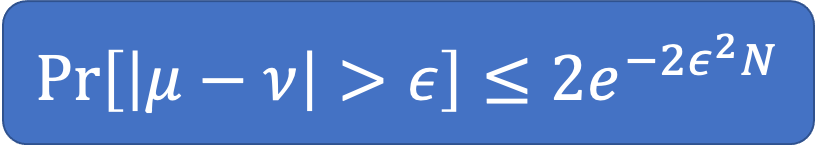 Pr[|μ − ν| > ϵ] ≤ 2e^{−2ϵ²N}